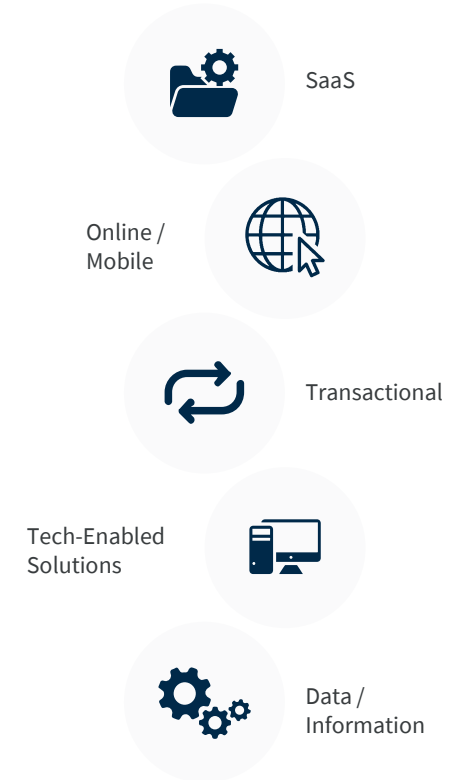 SaaS
Online /
Mobile
Transactional
Tech-Enabled
Solutions
Data /
Information